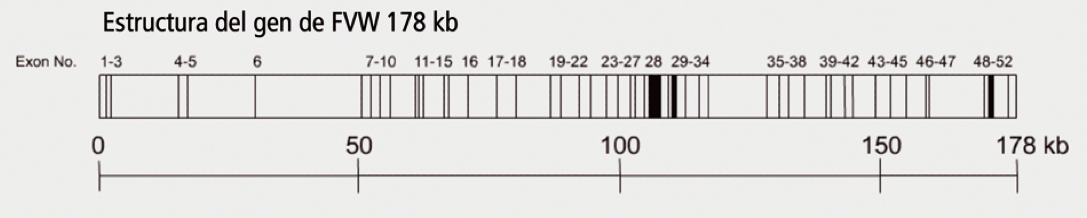 Estructura del gen de FVW 178 kb
Exon No. 1-3 4-5 6 7-10 11-15 16 17-18 19-22 23-27 28 29-34 35-38 39-42 43-45 46-47 48-52
0 50 100 150 178 kb